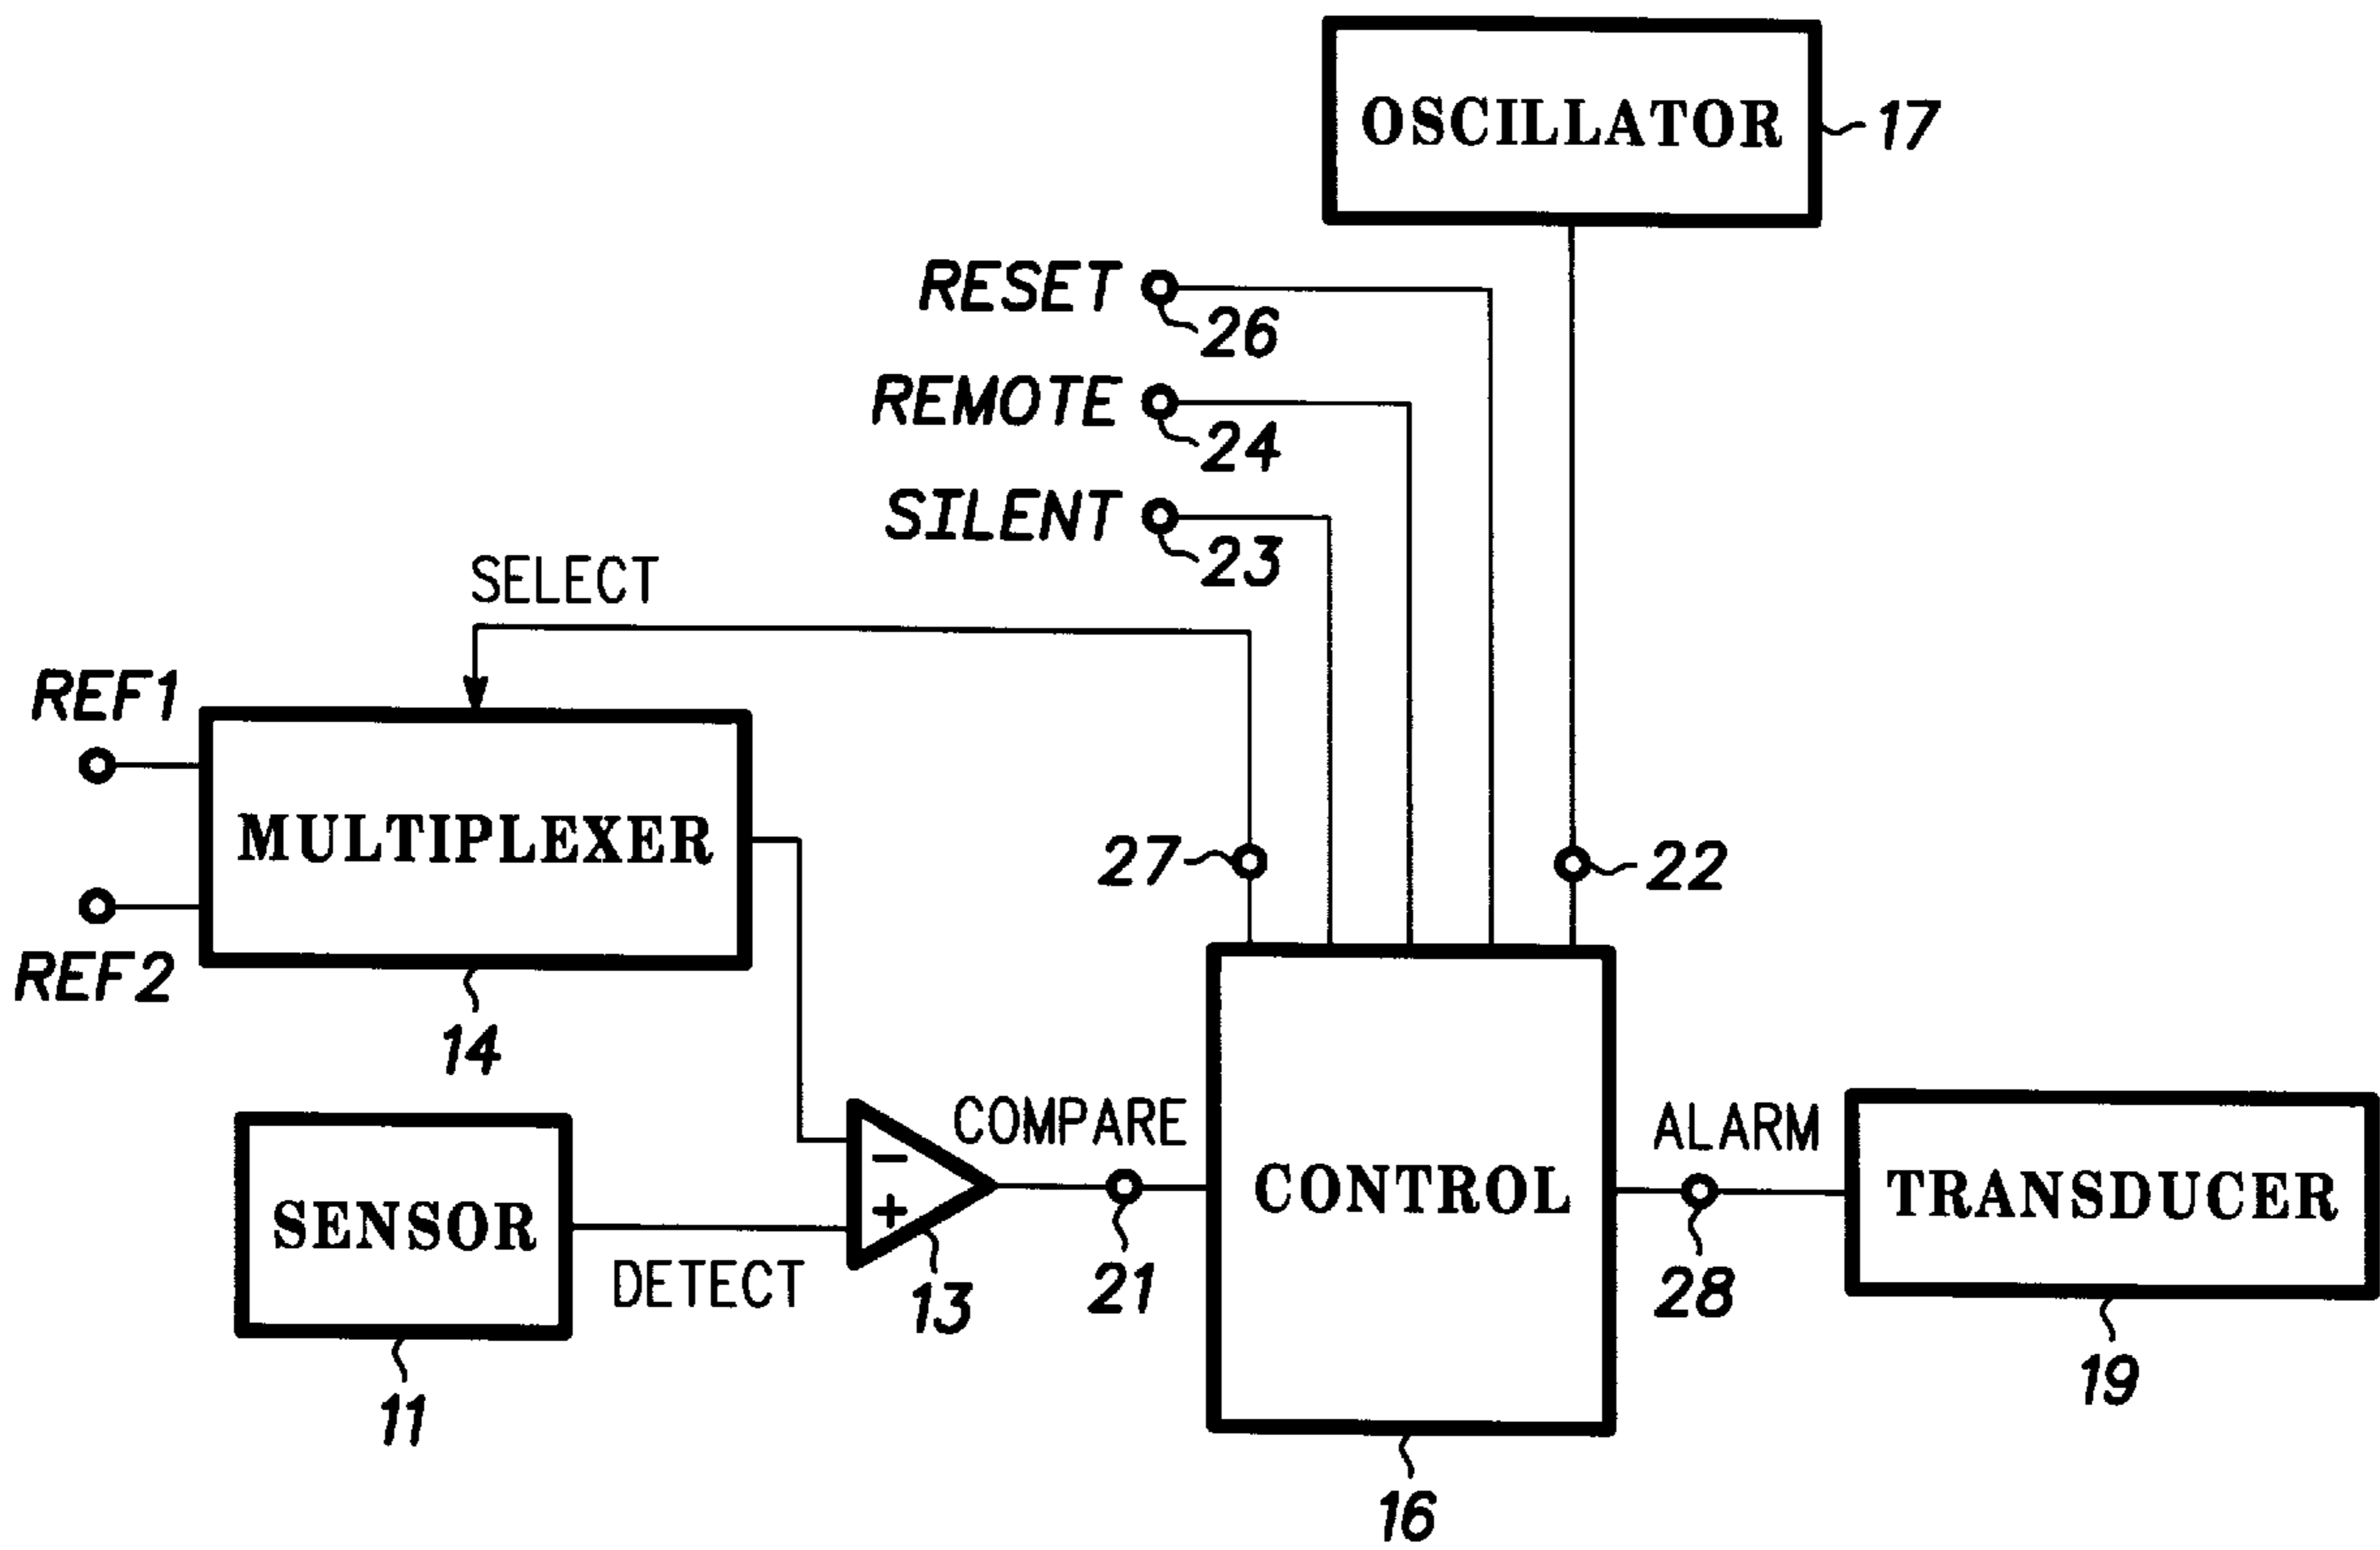 OSCILLATOR
17
RESET
26
REMOTE
24
SILENT
23
SELECT
REF1
MULTIPLEXER
27
22
REF2
14
COMPARE
ALARM
-
+
SENSOR
CONTROL
TRANSDUCER
DETECT
13
21
28
11
19
16